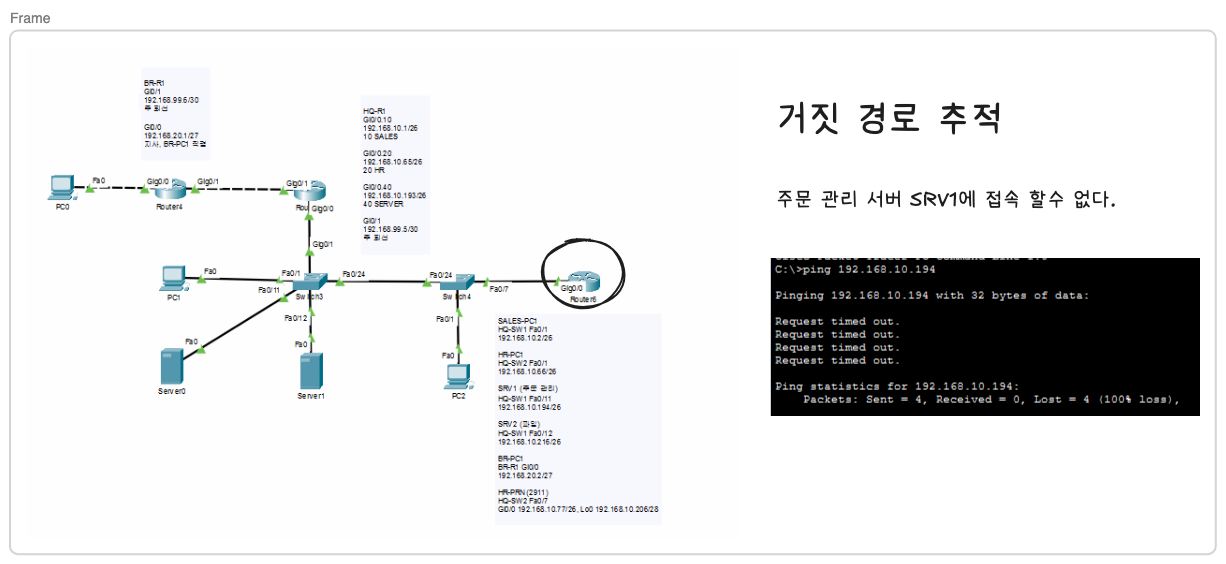 Frame
거짓 경로 추적
주문 관리 서버 SRV1에 접속 할수 없다.
BR-R1
Gi0/1
192.168.99.6/30
주 회선
Gi0/0
192.168.20.1/27
지사, BR-PC1 직결
HQ-R1
Gi0/0.10
192.168.10.1/26
10 SALES
Gi0/0.20
192.168.10.65/26
20 HR
Gi0/0.40
192.168.10.193/26
40 SERVER
Gi0/1
192.168.99.5/30
주 회선
Fa0
PC0
Gig0/0
Gig0/1
Router4
Gig0/1
Rou
Gig0/0
Gig0/1
Fa0
PC1
Fa0/1
Fa0/11
Fa0/24
Switch3
Fa0/12
Fa0
Server0
Fa0
Server1
Fa0/24
Switch4
Fa0/7
Fa0/1
Fa0
PC2
Gig0/0
Router6
SALES-PC1
HQ-SW1 Fa0/1
192.168.10.2/26
HR-PC1
HQ-SW2 Fa0/1
192.168.10.66/26
SRV1 (주문 관리)
HQ-SW1 Fa0/11
192.168.10.194/26
SRV2 (파일)
HQ-SW1 Fa0/12
192.168.10.216/26
BR-PC1
BR-R1 Gi0/0
192.168.20.2/27
HR-PRN (2911)
HQ-SW2 Fa0/7
Gi0/0 192.168.10.77/26, Lo0 192.168.10.206/28
C:\>ping 192.168.10.194
Pinging 192.168.10.194 with 32 bytes of data:
Request timed out.
Request timed out.
Request timed out.
Request timed out.
Ping statistics for 192.168.10.194:
Packets: Sent = 4, Received = 0, Lost = 4 (100% loss),